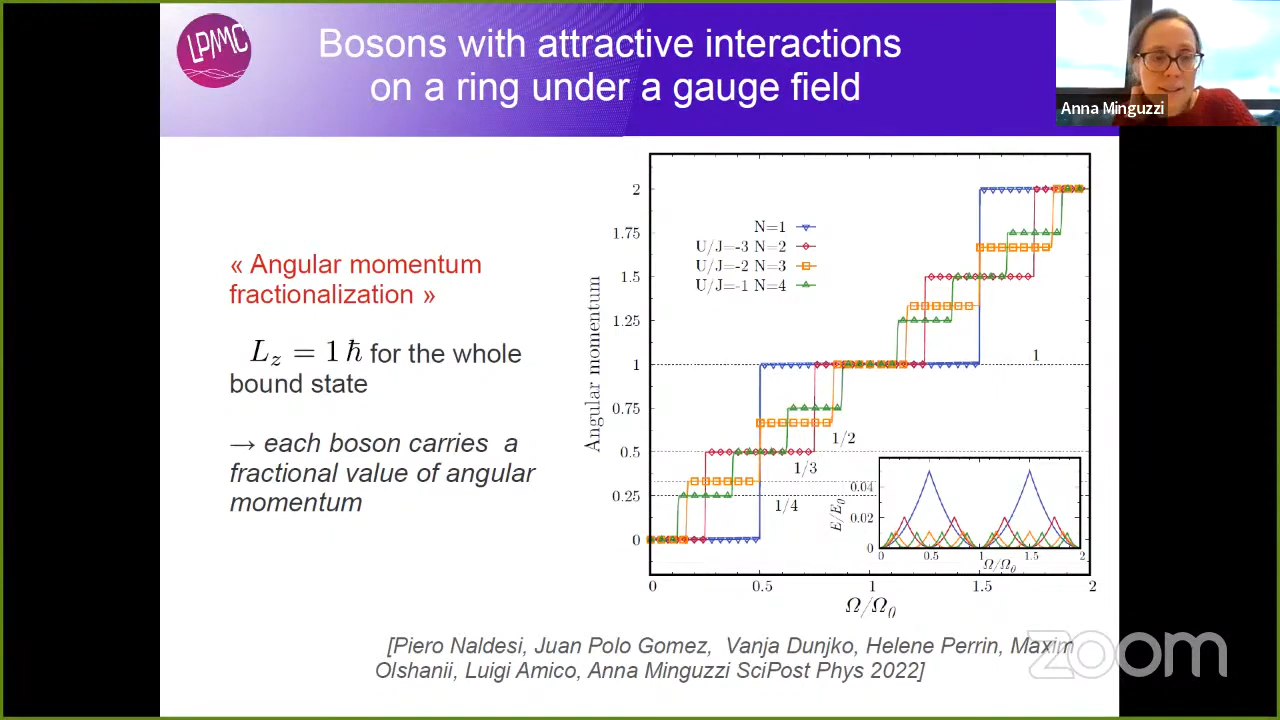 LPMMC
Bosons with attractive interactions
on a ring under a gauge field
Anna Minguzzi
« Angular momentum
fractionalization »
L_z = 1 ħ for the whole
bound state
→ each boson carries a
fractional value of angular
momentum
Angular momentum
2
1.75
1.5
1.25
1
0.75
0.5
0.25
0
N=1
U/J=-3 N=2
U/J=-2 N=3
U/J=-1 N=4
1
1/2
1/3
1/4
E/E_0
0.04
0.02
0
0 0.5 1 1.5 2
Ω/Ω_0
0 0.5 1 1.5 2
Ω/Ω_0
[Piero Naldesi, Juan Polo Gomez, Vanja Dunjko, Helene Perrin, Maxim
Olshanii, Luigi Amico, Anna Minguzzi SciPost Phys 2022]
zoom